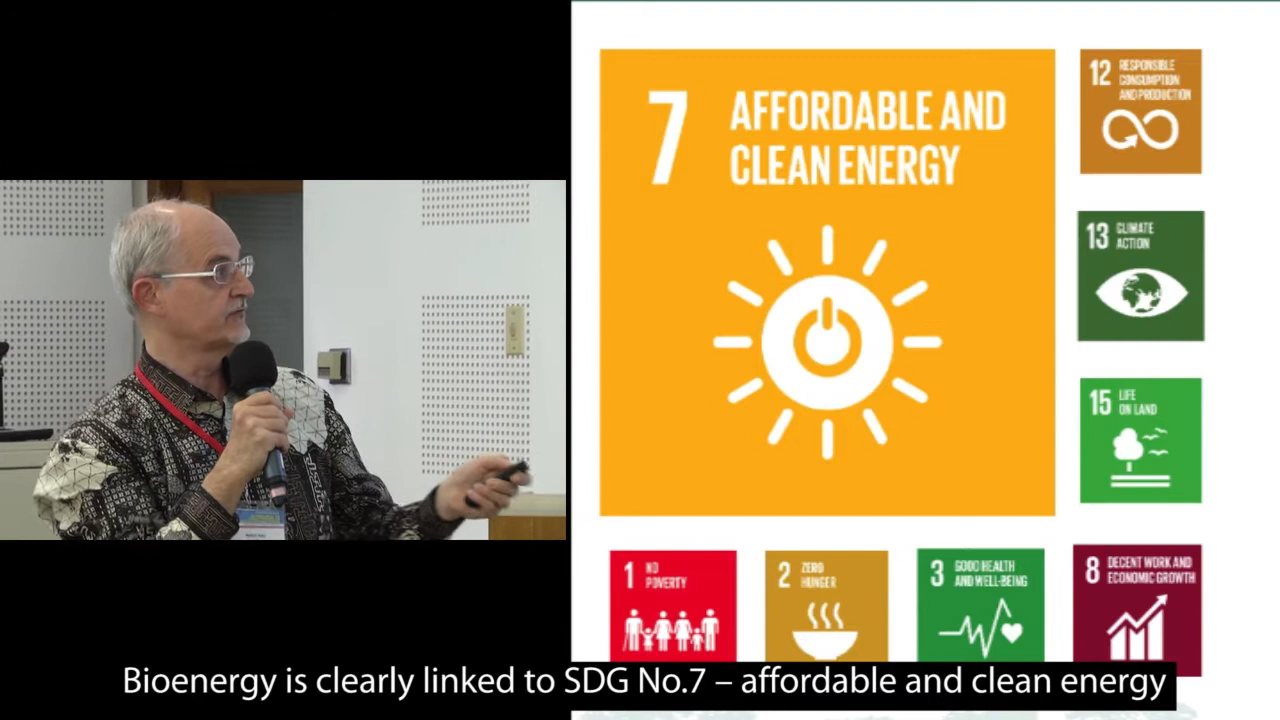 7
AFFORDABLE AND
CLEAN ENERGY
12
RESPONSIBLE
CONSUMPTION
AND PRODUCTION
13
CLIMATE
ACTION
15
LIFE
ON LAND
1
NO
POVERTY
2
ZERO
HUNGER
3
GOOD HEALTH
AND WELL-BEING
8
DECENT WORK AND
ECONOMIC GROWTH
Bioenergy is clearly linked to SDG No.7 – affordable and clean energy